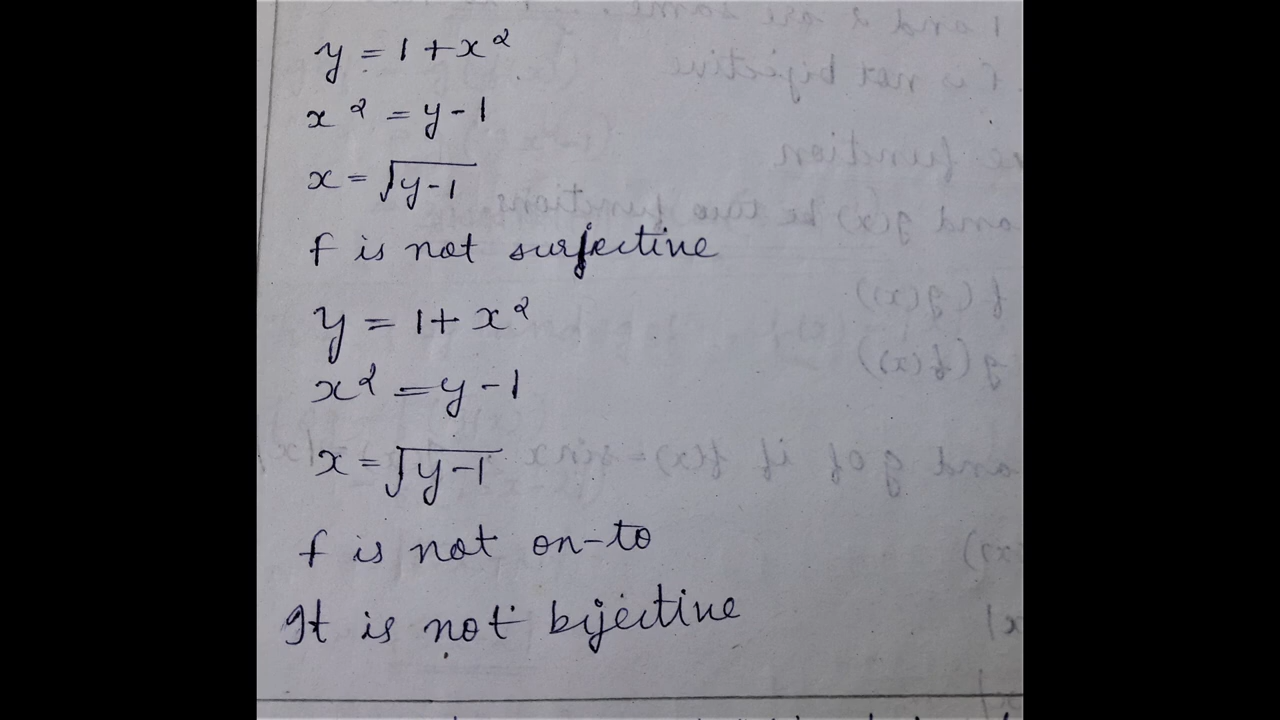 y = 1 + x²
x² = y - 1
x = √y-1
f is not surjective
y = 1 + x²
x² = y - 1
x = √y-1
f is not on-to
It is not bijective